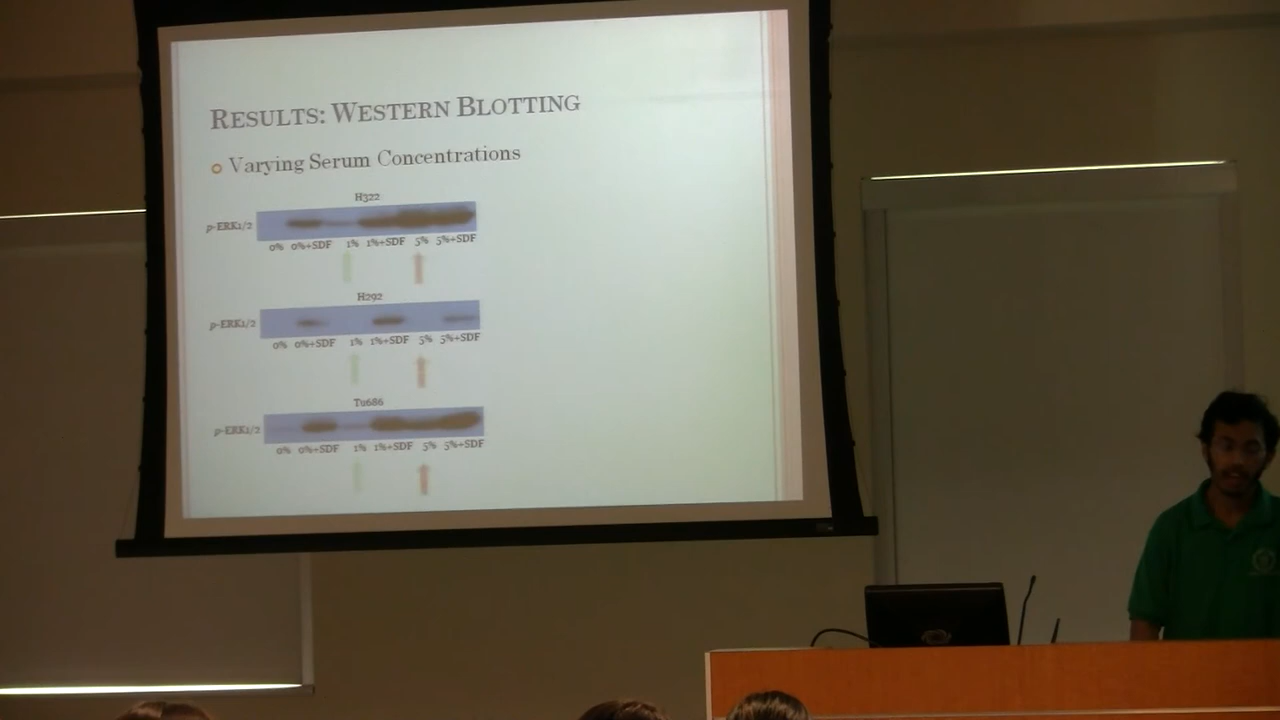 RESULTS: WESTERN BLOTTING
Varying Serum Concentrations
H322
p-ERK1/2
0% 0%+SDF 1% 1%+SDF 5% 5%+SDF
H292
p-ERK1/2
0% 0%+SDF 1% 1%+SDF 5% 5%+SDF
Tu686
p-ERK1/2
0% 0%+SDF 1% 1%+SDF 5% 5%+SDF